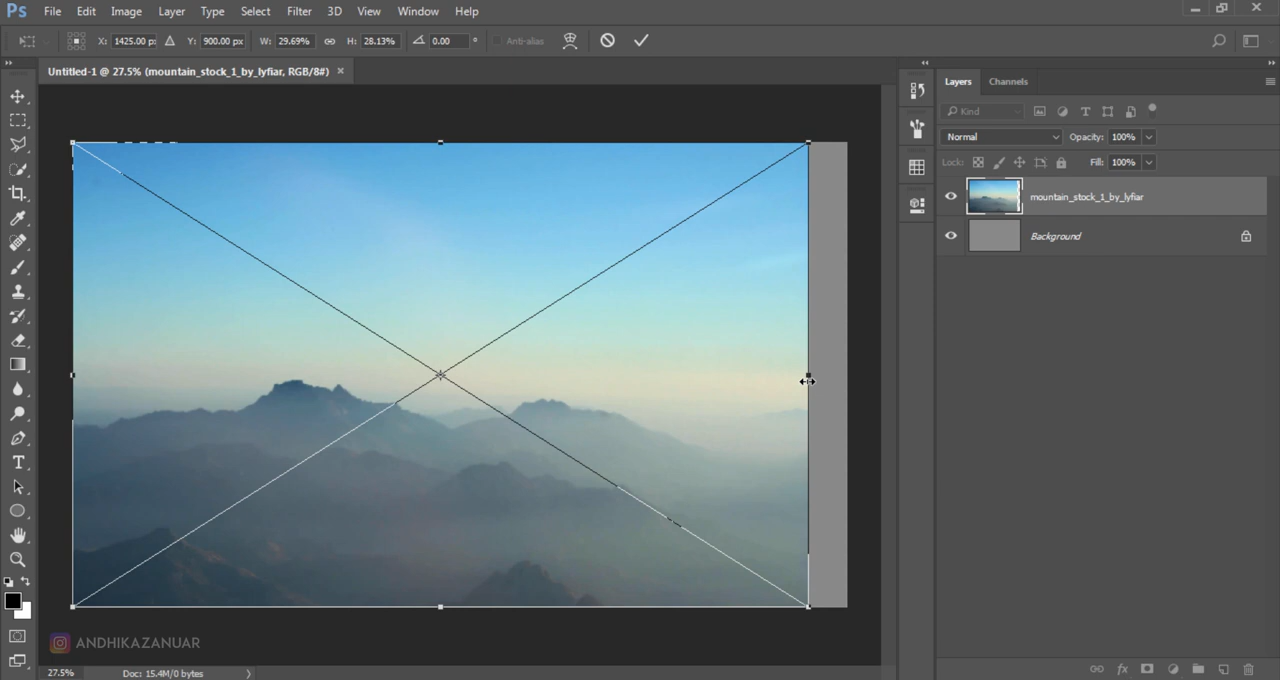 Ps File Edit Image Layer Type Select Filter 3D View Window Help
X: 1425.00 p: Y: 900.00 px W: 29.69% H: 28.13% 0.00 ° Anti-alias
Untitled-1 @ 27.5% (mountain_stock_1_by_lyfiar, RGB/8#) ×
Layers Channels
Kind
Normal Opacity: 100%
Lock: Fill: 100%
mountain_stock_1_by_lyfiar
Background
ANDHIKAZANUAR
27.5% Doc: 15.4M/0 bytes